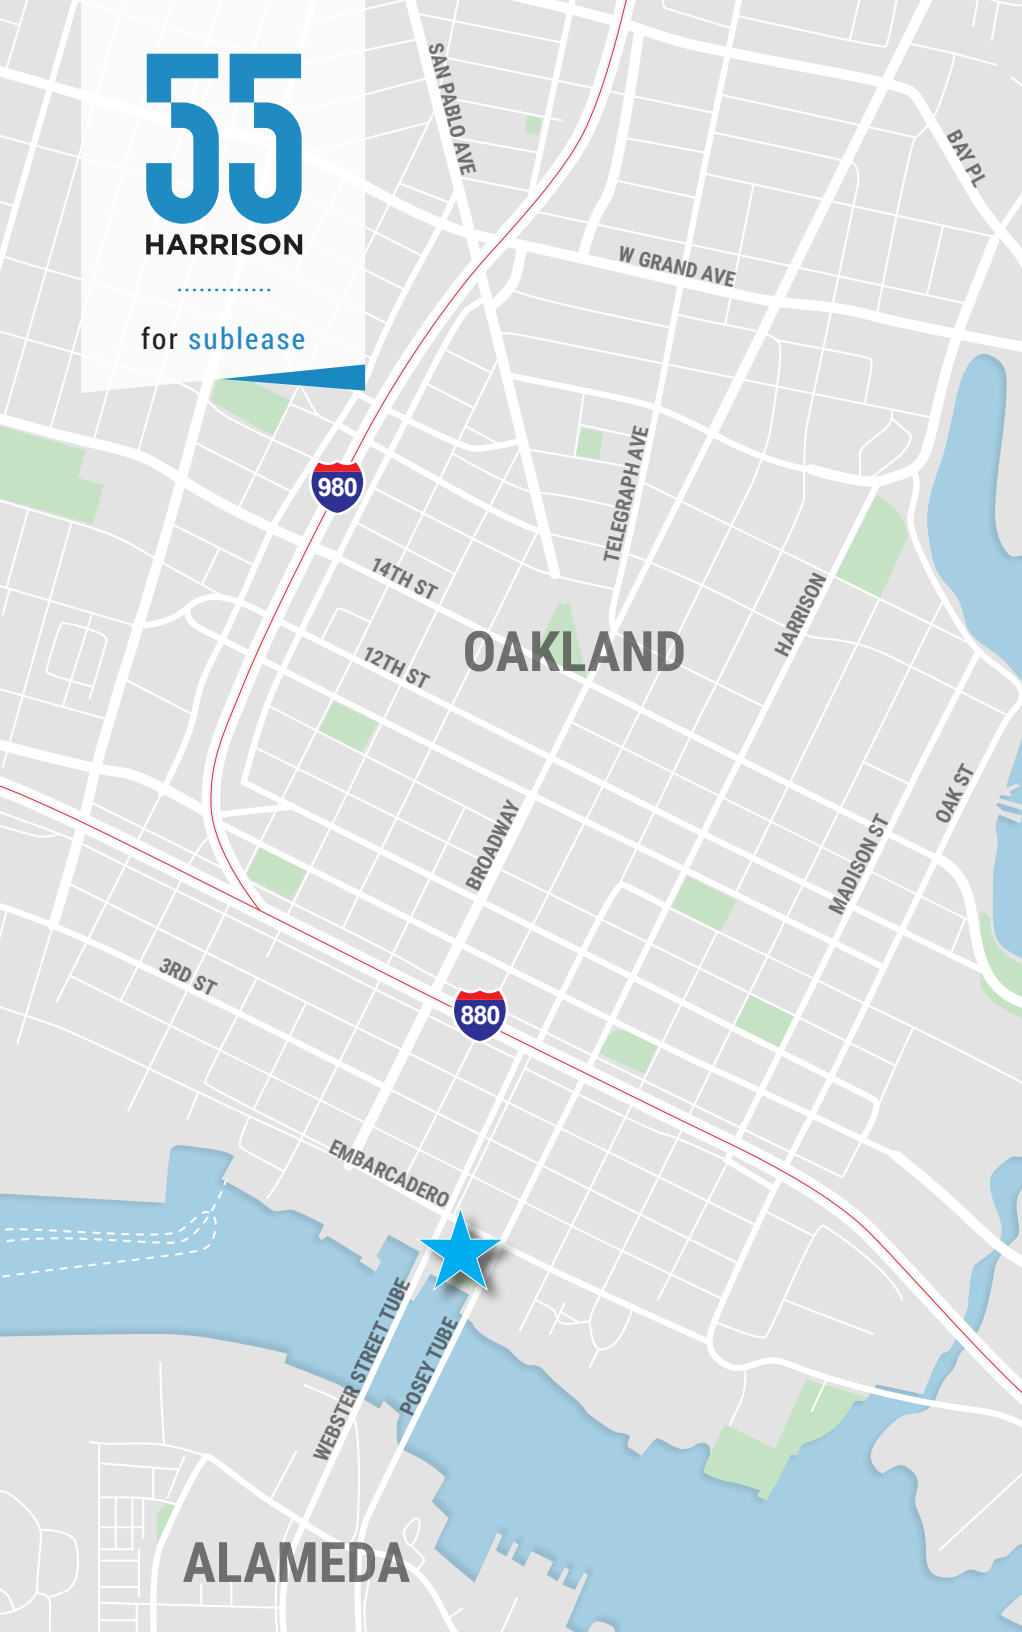 55
HARRISON
for sublease
SAN PABLO AVE
BAY PL
W GRAND AVE
TELEGRAPH AVE
980
14TH ST
HARRISON
OAKLAND
12TH ST
OAK ST
BROADWAY
MADISON ST
3RD ST
880
EMBARCADERO
WEBSTER STREET TUBE
POSEY TUBE
ALAMEDA